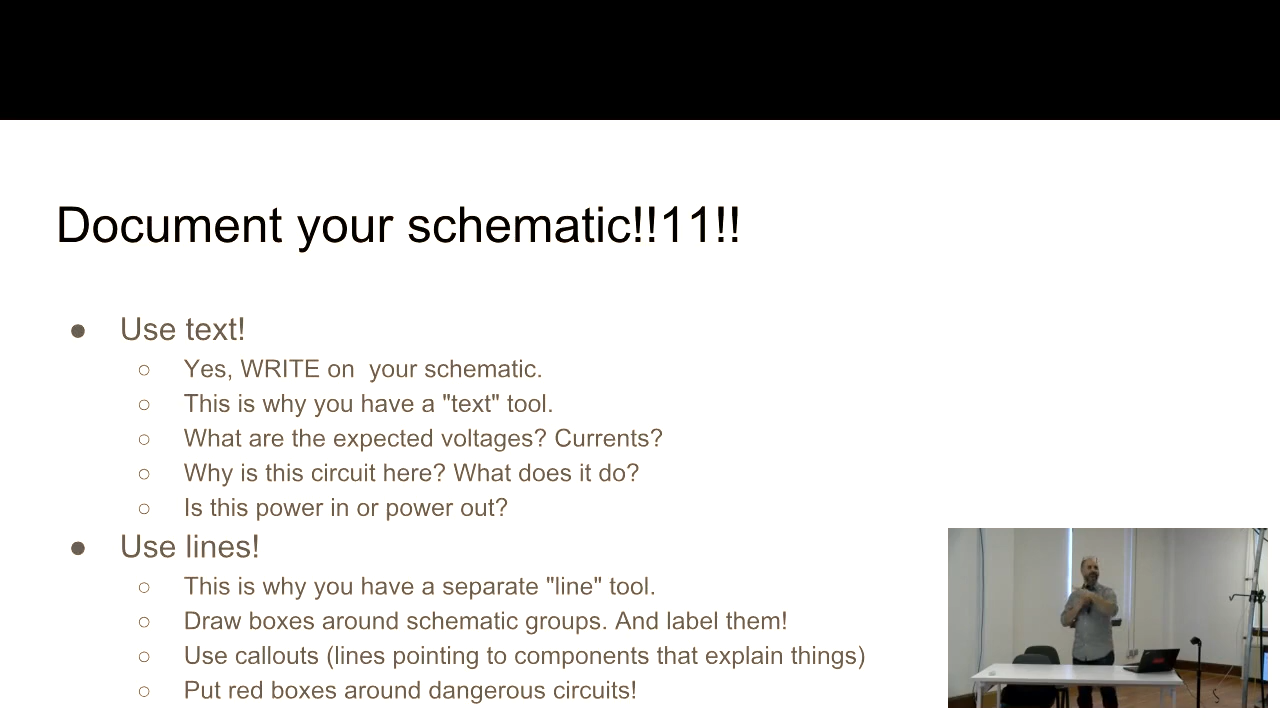 Document your schematic!!11!!
● Use text!
○ Yes, WRITE on  your schematic.
○ This is why you have a "text" tool.
○ What are the expected voltages? Currents?
○ Why is this circuit here? What does it do?
○ Is this power in or power out?
● Use lines!
○ This is why you have a separate "line" tool.
○ Draw boxes around schematic groups. And label them!
○ Use callouts (lines pointing to components that explain things)
○ Put red boxes around dangerous circuits!